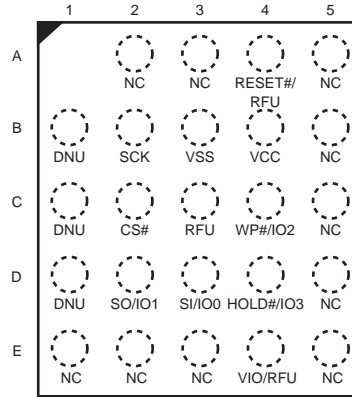 1 2 3 4 5
A
NC NC RESET#/ NC
RFU
B
DNU SCK VSS VCC NC
C
DNU CS# RFU WP#/IO2 NC
D
DNU SO/IO1 SI/IO0 HOLD#/IO3 NC
E
NC NC NC VIO/RFU NC